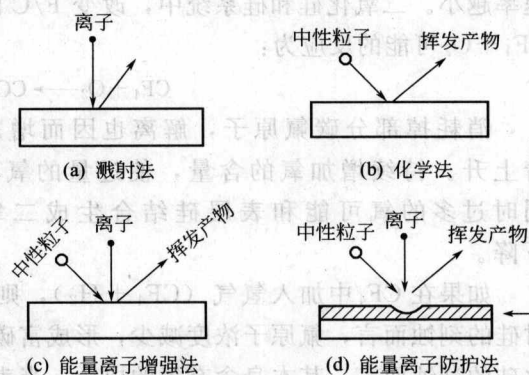 离子
中性粒子
挥发产物
(a) 溅射法
(b) 化学法
中性粒子
离子
挥发产物
中性粒子
离子
挥发产物
(c) 能量离子增强法
(d) 能量离子防护法